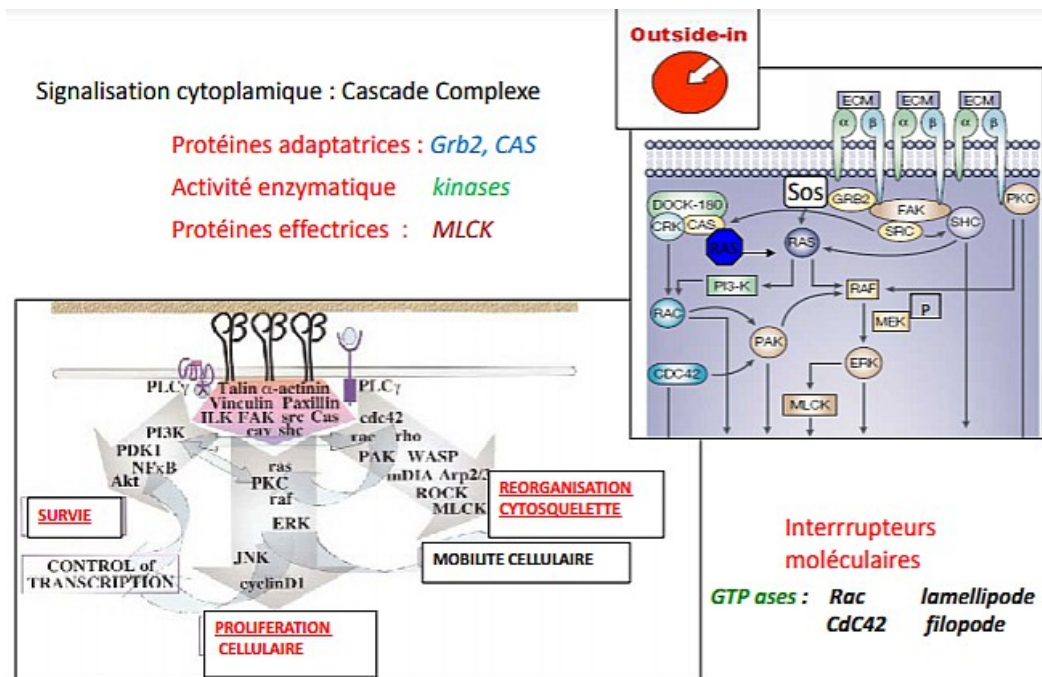 Outside-in
Signalisation cytoplamique : Cascade Complexe
Protéines adaptatrices : Grb2, CAS
Activité enzymatique kinases
Protéines effectrices : MLCK
ECM ECM ECM
α β α β α β
Sos GRB2 FAK PKC
DOCK-180
CRK CAS SRC SHC
RAS RAS
PI3-K RAF
RAC MEK P
PAK
CDC42 ERK
MLCK
PLCγ Talin α-actinin PLCγ
Vinculin Paxillin
ILK FAK src Cas
cav shc
cdc42
rac rho
PI3K
PDK1
NFκB
Akt
PAK WASP
mDIA Arp2/3
ROCK
MLCK
ras
PKC
raf
ERK
JNK
cyclinD1
SURVIE
CONTROL of
TRANSCRIPTION
REORGANISATION
CYTOSQUELETTE
MOBILITE CELLULAIRE
PROLIFERATION
CELLULAIRE
Interrrupteurs
moléculaires
GTP ases : Rac lamellipode
CdC42 filopode